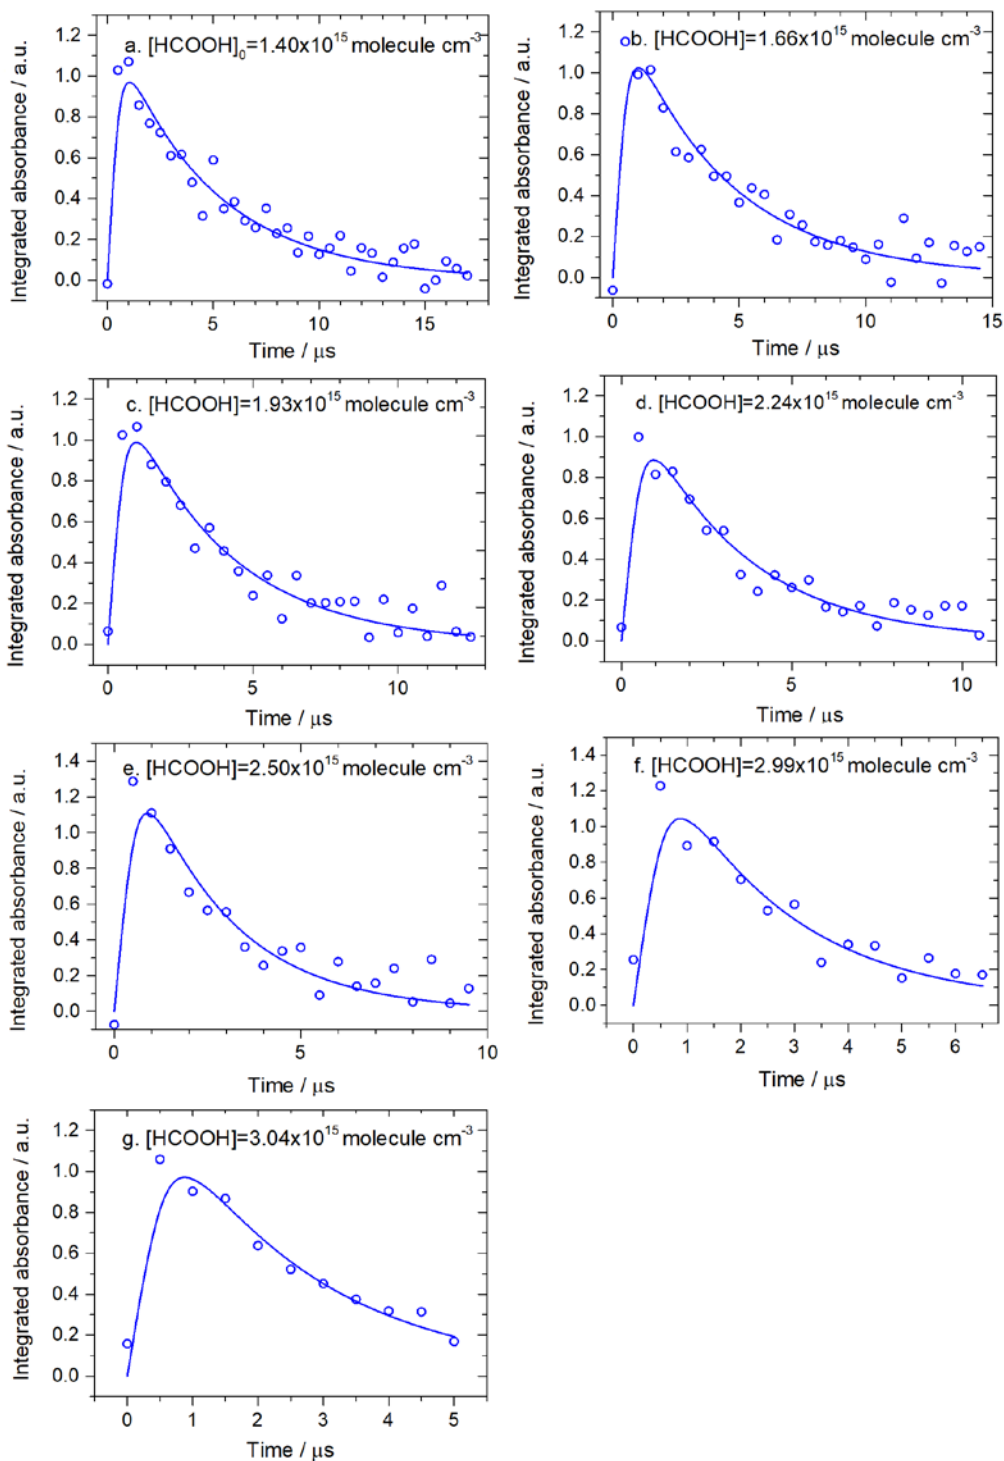 a. [HCOOH]₀=1.40x10¹⁵ molecule cm⁻³
Integrated absorbance / a.u.
1.2
1.0
0.8
0.6
0.4
0.2
0.0
0 5 10 15
Time / μs
b. [HCOOH]=1.66x10¹⁵ molecule cm⁻³
Integrated absorbance / a.u.
1.2
1.0
0.8
0.6
0.4
0.2
0.0
0 5 10 15
Time / μs
c. [HCOOH]=1.93x10¹⁵ molecule cm⁻³
Integrated absorbance / a.u.
1.2
1.0
0.8
0.6
0.4
0.2
0.0
0 5 10
Time / μs
d. [HCOOH]=2.24x10¹⁵ molecule cm⁻³
Integrated absorbance / a.u.
1.2
1.0
0.8
0.6
0.4
0.2
0.0
0 5 10
Time / μs
e. [HCOOH]=2.50x10¹⁵ molecule cm⁻³
Integrated absorbance / a.u.
1.4
1.2
1.0
0.8
0.6
0.4
0.2
0.0
0 5 10
Time / μs
f. [HCOOH]=2.99x10¹⁵ molecule cm⁻³
Integrated absorbance / a.u.
1.4
1.2
1.0
0.8
0.6
0.4
0.2
0.0
0 1 2 3 4 5 6
Time / μs
g. [HCOOH]=3.04x10¹⁵ molecule cm⁻³
Integrated absorbance / a.u.
1.2
1.0
0.8
0.6
0.4
0.2
0.0
0 1 2 3 4 5
Time / μs